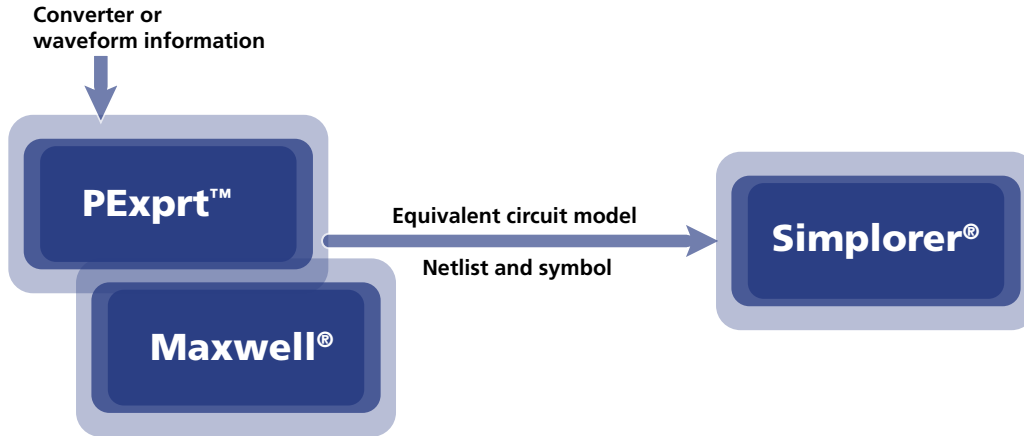 Converter or
waveform information
PExprt™
Equivalent circuit model
Simplorer®
Netlist and symbol
Maxwell®